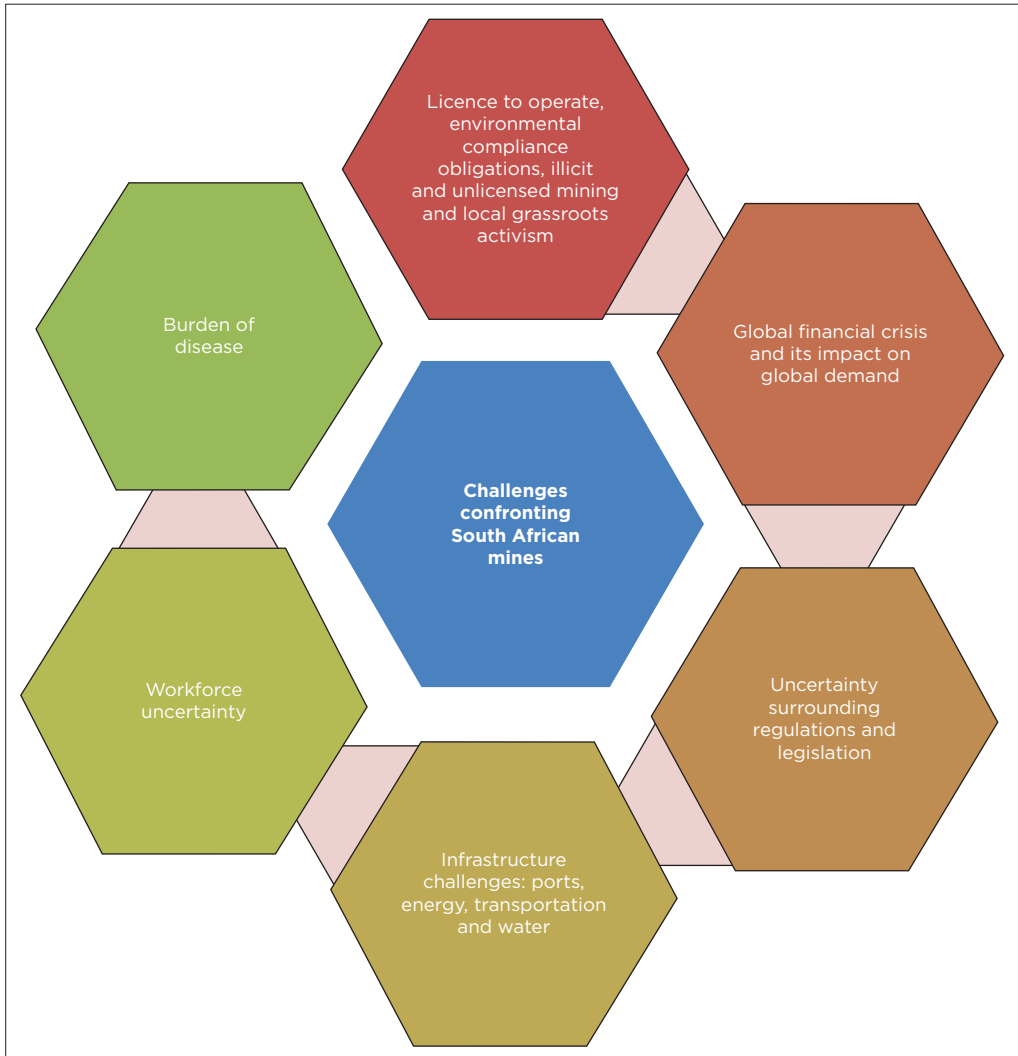 Licence to operate,
environmental
compliance
obligations, illicit
and unlicensed mining
and local grassroots
activism
Global financial crisis
and its impact on
global demand
Uncertainty
surrounding
regulations and
legislation
Infrastructure
challenges: ports,
energy, transportation
and water
Workforce
uncertainty
Burden of
disease
Challenges
confronting
South African
mines